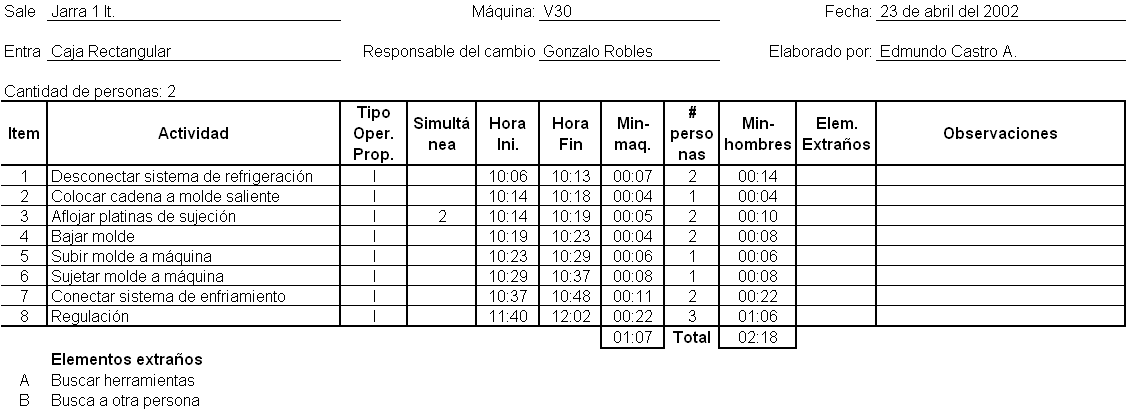 Sale Jarra 1 lt. Máquina: V30 Fecha: 23 de abril del 2002
Entra Caja Rectangular Responsable del cambio Gonzalo Robles Elaborado por: Edmundo Castro A.
Cantidad de personas: 2
Item Actividad Tipo Oper. Prop. Simultá nea Hora Ini. Hora Fin Min-maq. # perso nas Min-hombres Elem. Extraños Observaciones
1 Desconectar sistema de refrigeración I 10:06 10:13 00:07 2 00:14
2 Colocar cadena a molde saliente I 10:14 10:18 00:04 1 00:04
3 Aflojar platinas de sujeción I 2 10:14 10:19 00:05 2 00:10
4 Bajar molde I 10:19 10:23 00:04 2 00:08
5 Subir molde a máquina I 10:23 10:29 00:06 1 00:06
6 Sujetar molde a máquina I 10:29 10:37 00:08 1 00:08
7 Conectar sistema de enfriamiento I 10:37 10:48 00:11 2 00:22
8 Regulación I 11:40 12:02 00:22 3 01:06
01:07 Total 02:18
Elementos extraños
A Buscar herramientas
B Busca a otra persona